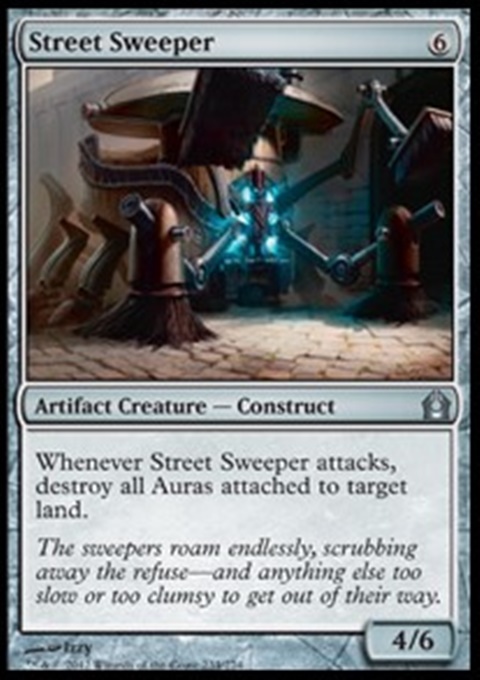 Street Sweeper 6
Artifact Creature — Construct
Whenever Street Sweeper attacks,
destroy all Auras attached to target
land.
The sweepers roam endlessly, scrubbing
away the refuse—and anything else too
slow or too clumsy to get out of their way.
Izzy
4/6